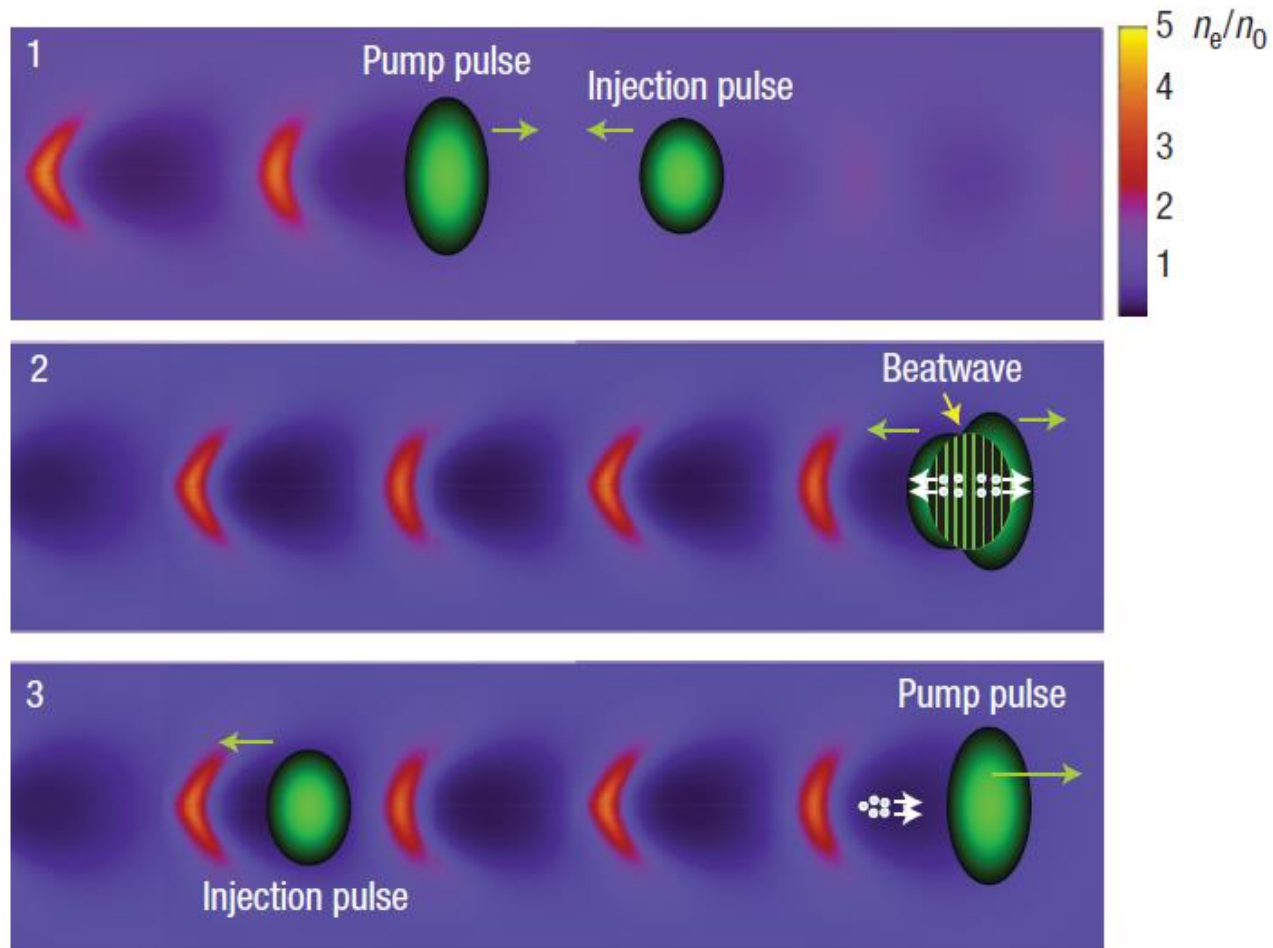 5 nₑ/n₀
1
Pump pulse
Injection pulse
4
3
2
1
2
Beatwave
3
Pump pulse
Injection pulse